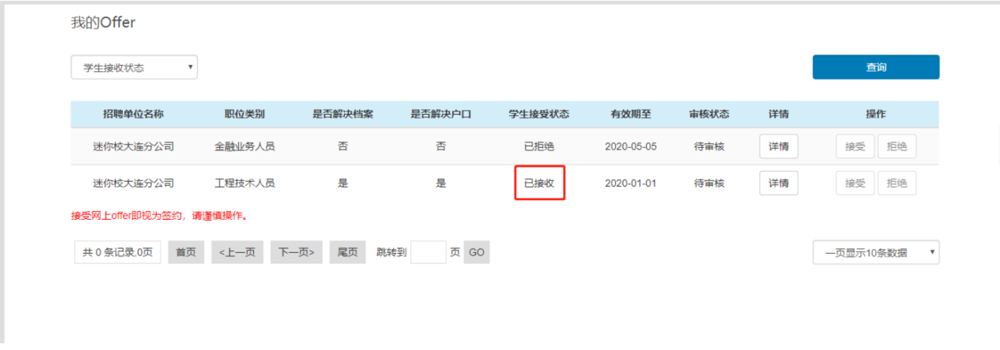 我的Offer
学生接收状态 查询
招聘单位名称 职位类别 是否解决档案 是否解决户口 学生接受状态 有效期至 审核状态 详情 操作
迷你校大连分公司 金融业务人员 否 否 已拒绝 2020-05-05 待审核 详情 接受 拒绝
迷你校大连分公司 工程技术人员 是 是 已接收 2020-01-01 待审核 详情 接受 拒绝
接受网上offer即视为签约，请谨慎操作。
共 0 条记录,0页 首页 <上一页 下一页> 尾页 跳转到 页 GO 一页显示10条数据